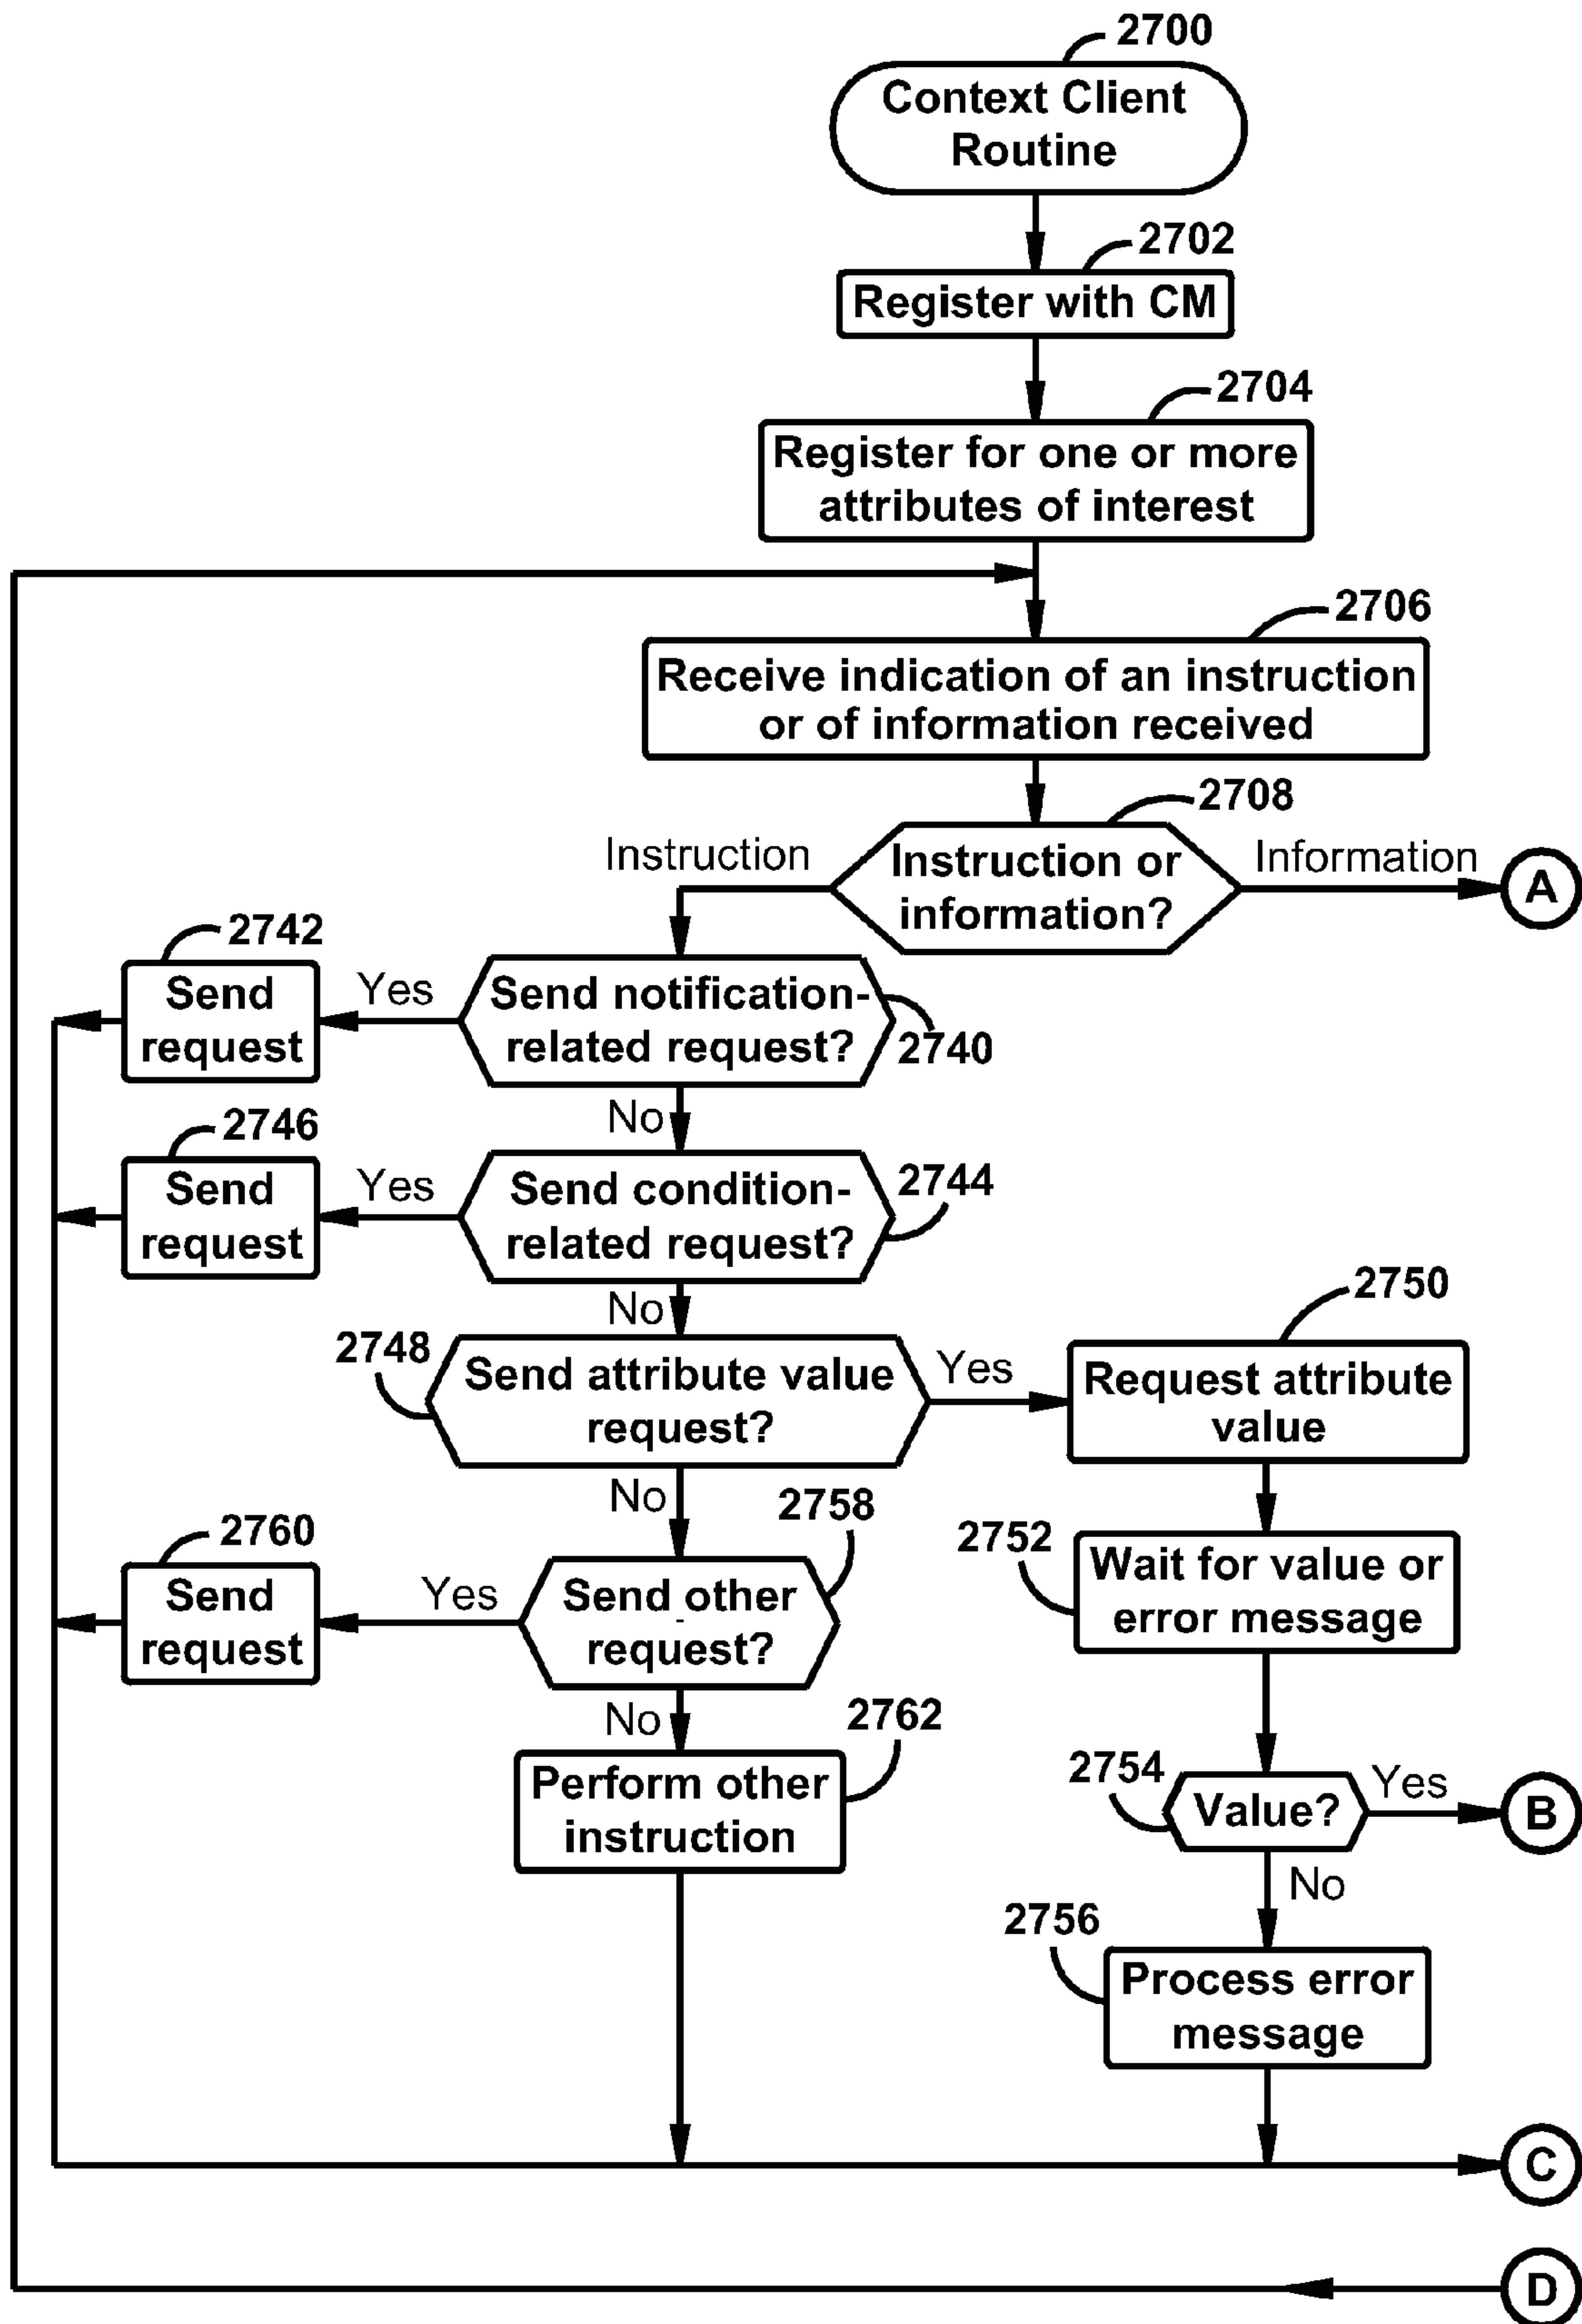 2700
Context Client
Routine
2702
Register with CM
2704
Register for one or more
attributes of interest
2706
Receive indication of an instruction
or of information received
2708
Instruction
Instruction or
information?
Information
A
2742
Send
request
Yes
Send notification-
related request?
2740
No
2746
Send
request
Yes
Send condition-
related request?
2744
No
2748
Send attribute value
request?
Yes
2750
Request attribute
value
No
2752
Wait for value or
error message
2758
2760
Send
request
Yes
Send other
request?
No
2762
Perform other
instruction
2754
Value?
Yes
B
No
2756
Process error
message
C
D